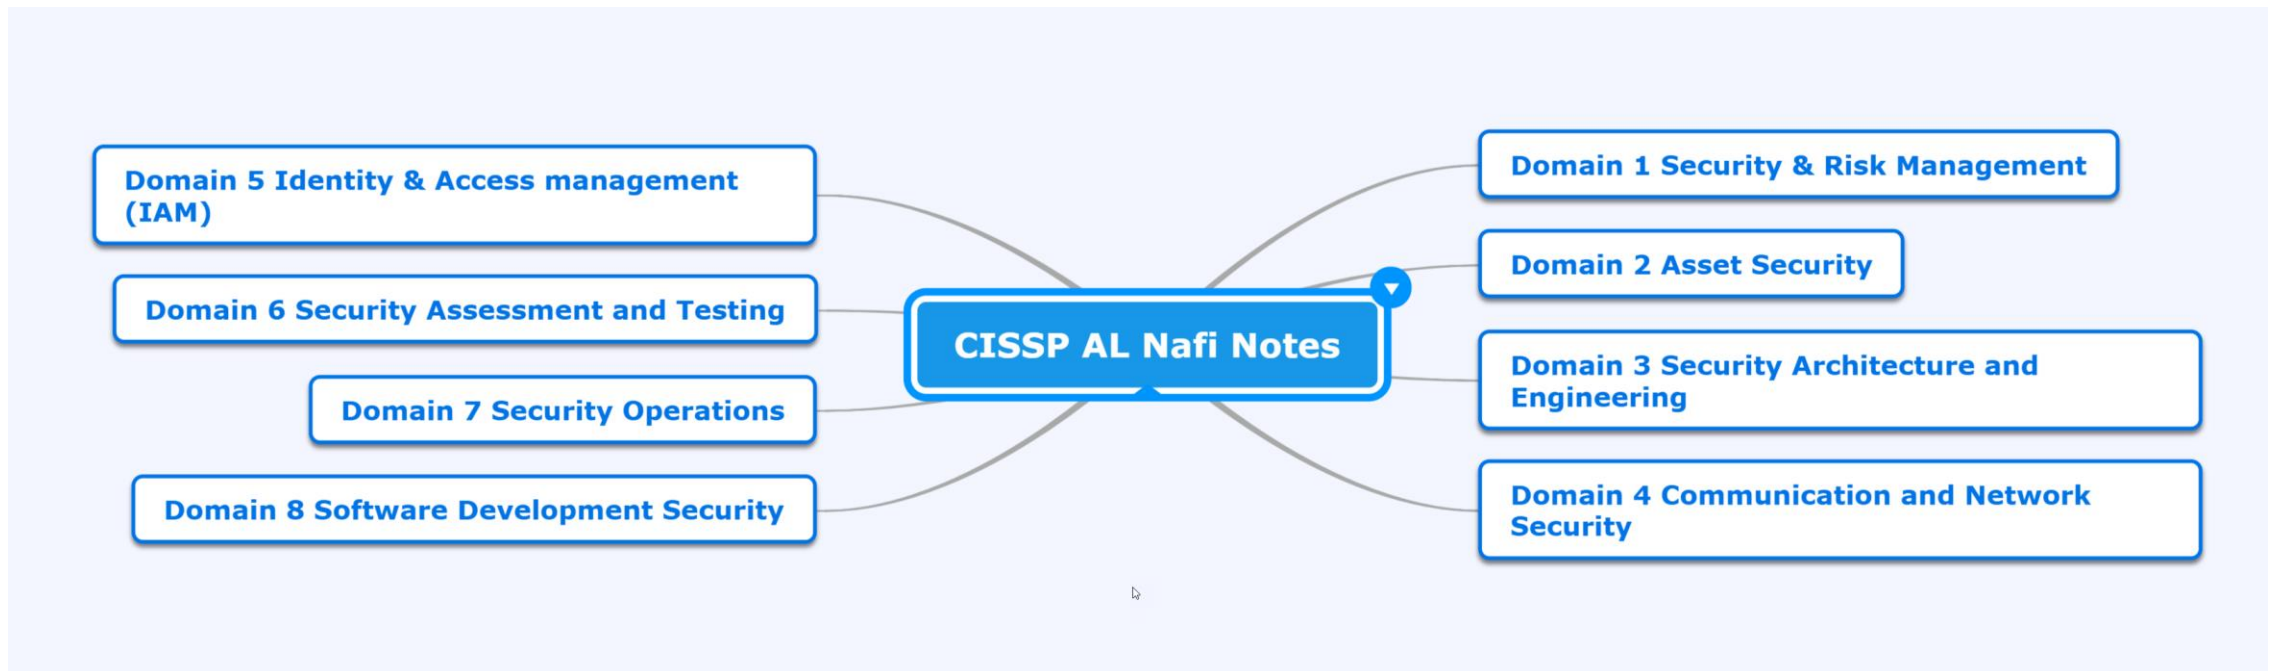 Domain 5 Identity & Access management
(IAM)
Domain 6 Security Assessment and Testing
Domain 7 Security Operations
Domain 8 Software Development Security
CISSP AL Nafi Notes
Domain 1 Security & Risk Management
Domain 2 Asset Security
Domain 3 Security Architecture and
Engineering
Domain 4 Communication and Network
Security